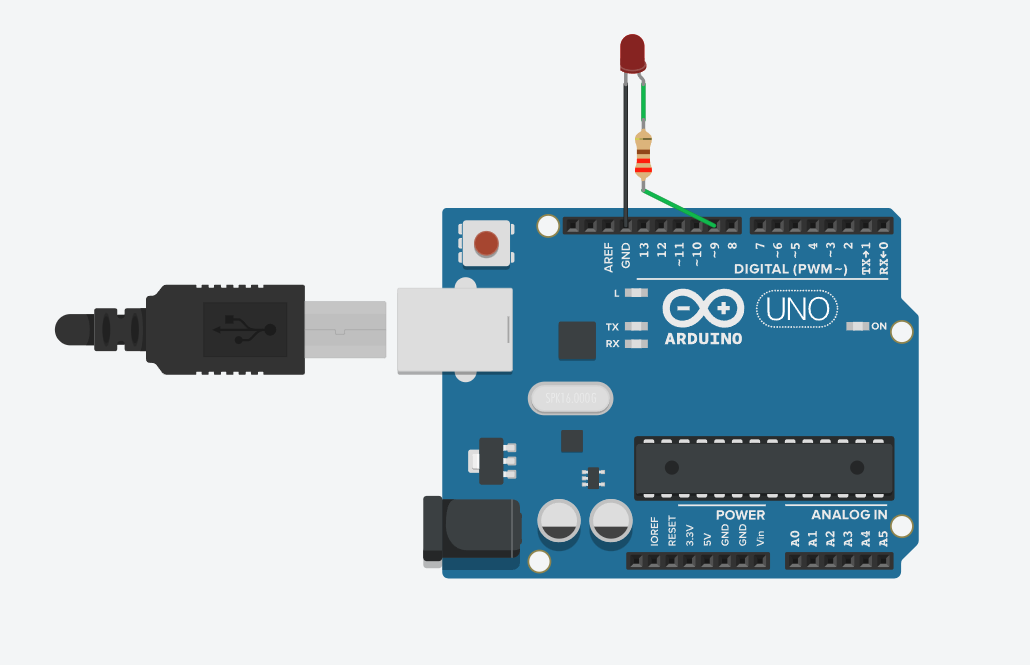 AREF
GND
13
12
~11
~10
~9
8
7
~6
~5
4
~3
2
TX→1
RX←0
DIGITAL (PWM~)
L
TX
RX
ARDUINO
UNO
ON
SPK16.000G
POWER
ANALOG IN
IOREF
RESET
3.3V
5V
GND
GND
Vin
A0
A1
A2
A3
A4
A5